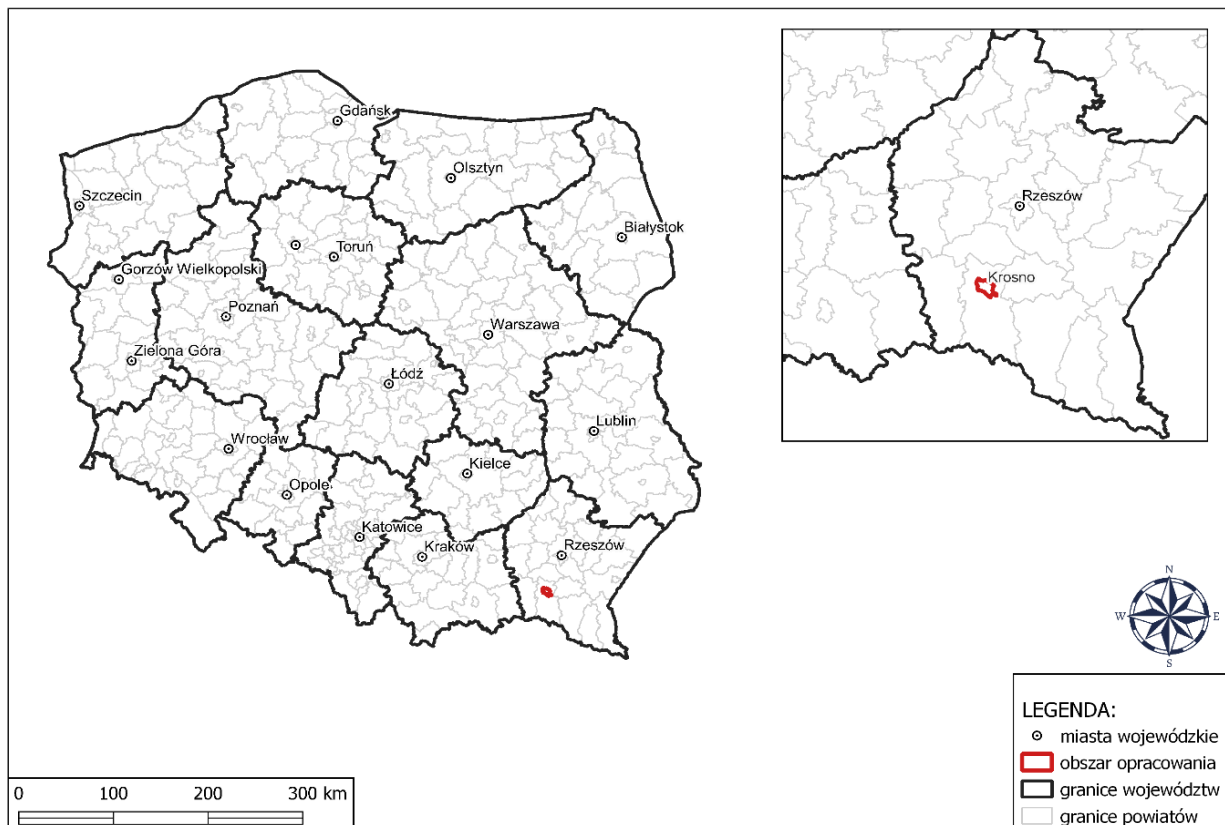 Gdańsk
Olsztyn
Szczecin
Białystok
Toruń
Gorzów Wielkopolski
Poznań
Warszawa
Zielona Góra
Łódź
Lublin
Wrocław
Kielce
Opole
Katowice
Kraków
Rzeszów
Rzeszów
Krosno
N
W
E
S
LEGENDA:
miasta wojewódzkie
obszar opracowania
granice województw
granice powiatów
0 100 200 300 km